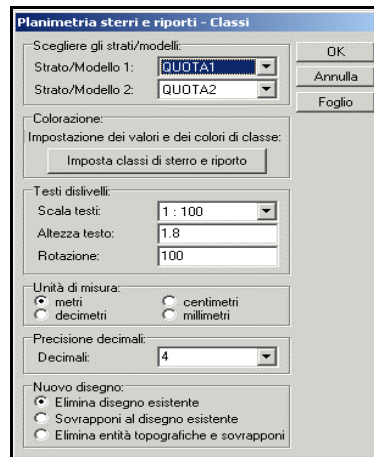 Planimetria sterri e riporti - Classi
Scegliere gli strati/modelli:
Strato/Modello 1: QUOTA1
Strato/Modello 2: QUOTA2
OK
Annulla
Foglio
Colorazione:
Impostazione dei valori e dei colori di classe:
Imposta classi di sterro e riporto
Testi dislivelli:
Scala testi: 1 : 100
Altezza testo: 1.8
Rotazione: 100
Unità di misura:
metri centimetri
decimetri millimetri
Precisione decimali:
Decimali: 4
Nuovo disegno:
Elimina disegno esistente
Sovrapponi al disegno esistente
Elimina entità topografiche e sovrapponi